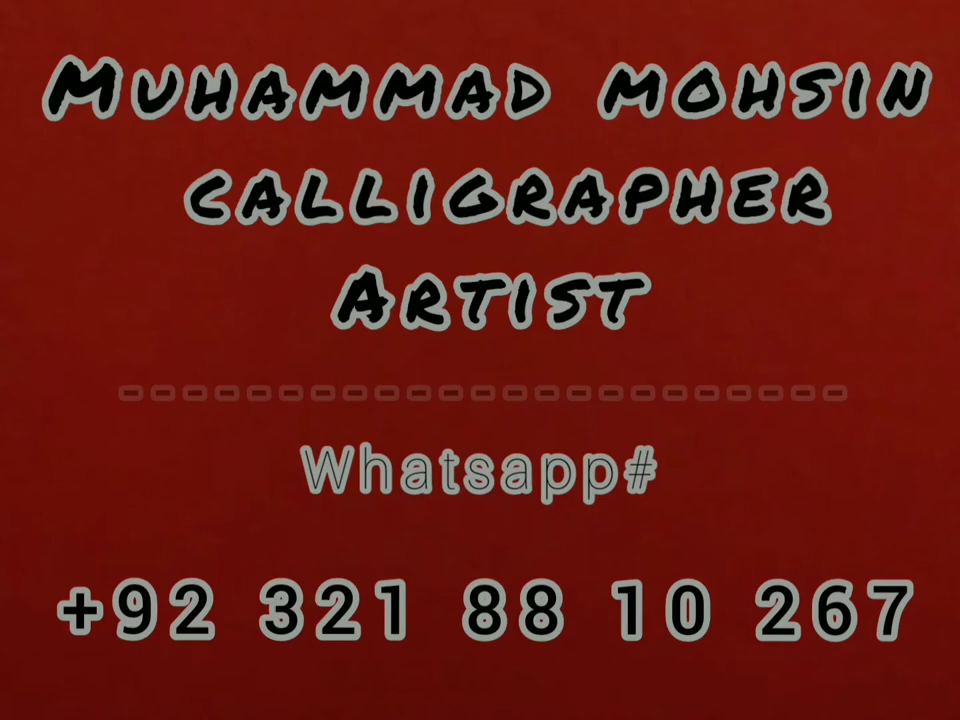 Muhammad mohsin
calligrapher
Artist
-----------------------
Whatsapp#
+92 321 88 10 267